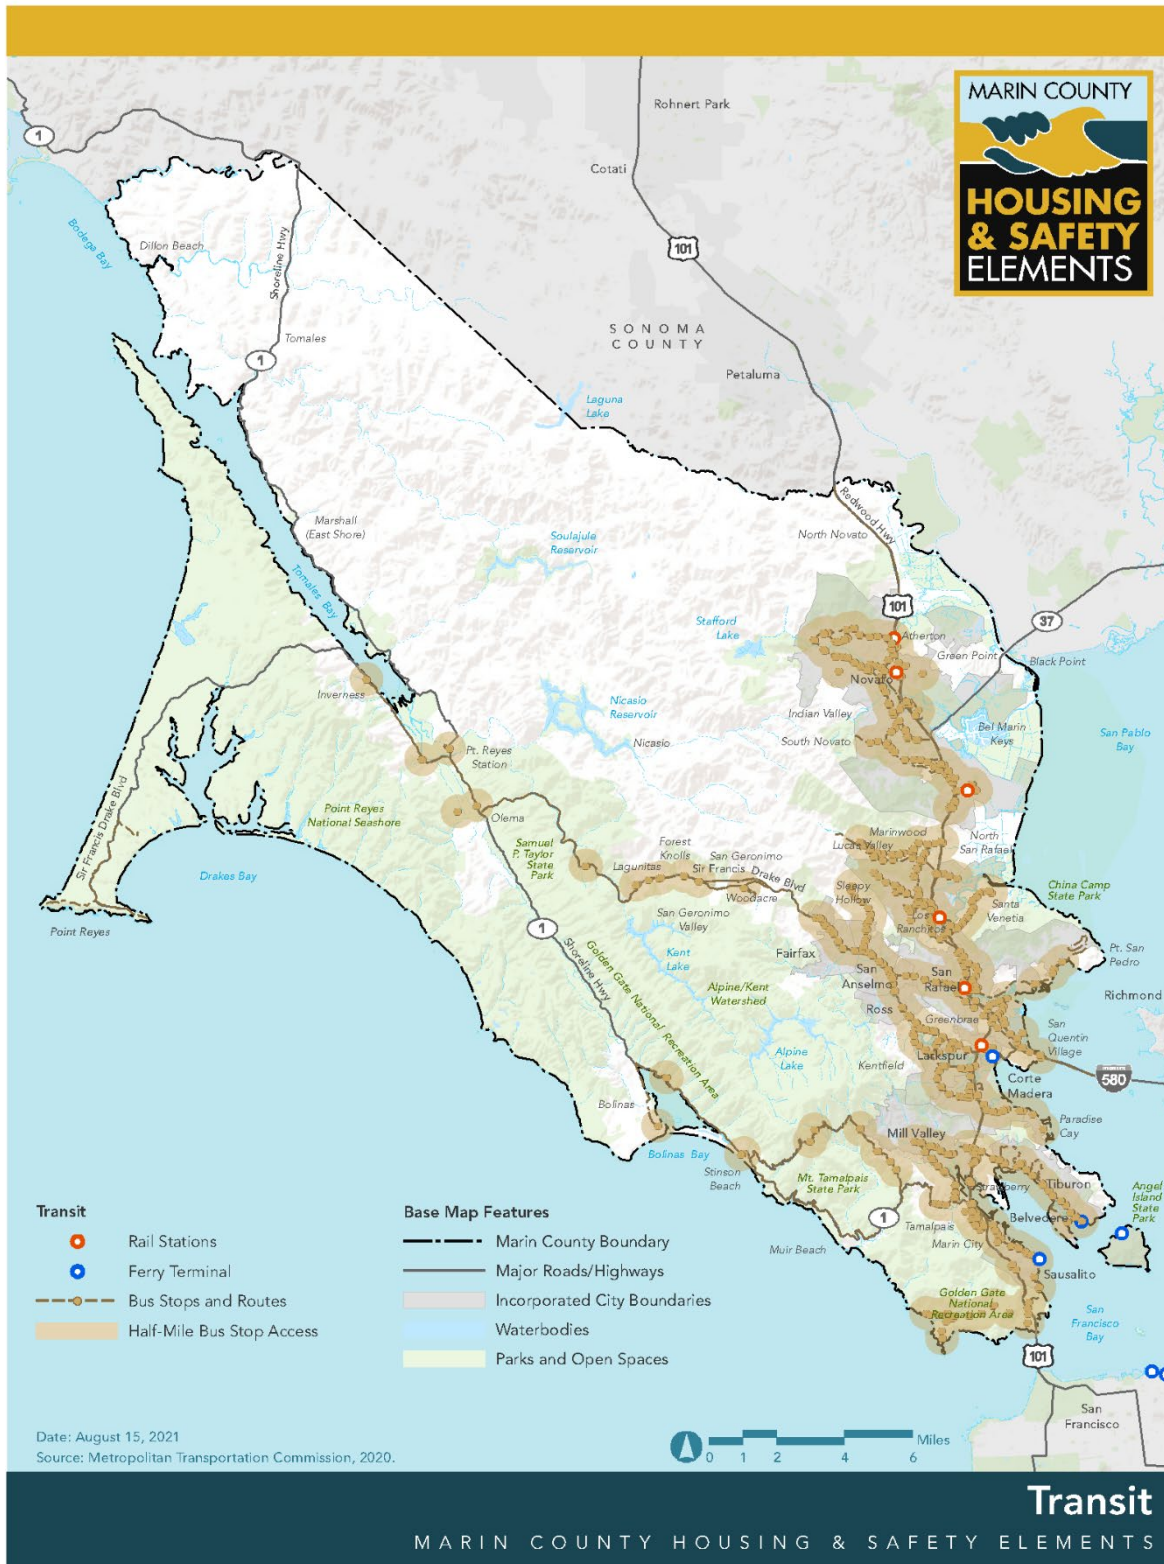 MARIN COUNTY
HOUSING
& SAFETY
ELEMENTS
Rohnert Park
1
Cotati
101
Bodega Bay
Dillon Beach
Shoreline Hwy
SONOMA
COUNTY
Tomales
1
Petaluma
Laguna
Lake
Redwood Hwy
Marshall
(East Shore)
Soulajule
Reservoir
North Novato
Tomales Bay
101
37
Stafford
Lake
Atherton
Green Point
Black Point
Inverness
Novato
Nicasio
Reservoir
Indian Valley
Bel Marin
Keys
San Pablo
Bay
Nicasio
South Novato
Pt. Reyes
Station
Sir Francis Drake Blvd
Point Reyes
National Seashore
Olema
Samuel
P. Taylor
State
Park
Forest
Knolls
Lagunitas
San Geronimo
Sir Francis Drake Blvd
Woodacre
Marinwood
Lucas Valley
North
San Rafael
Drakes Bay
Sleepy
Hollow
China Camp
State Park
Santa
Venetia
San Geronimo
Valley
Los
Ranchitos
Point Reyes
1
Shoreline Hwy
Golden Gate National Recreation Area
Kent
Lake
Fairfax
Pt. San
Pedro
San
Anselmo
San
Rafael
Alpine/Kent
Watershed
Richmond
Ross
Greenbrae
San
Quentin
Village
Alpine
Lake
Kentfield
Larkspur
580
Corte
Madera
Bolinas
Paradise
Cay
Mill Valley
Bolinas Bay
Stinson
Beach
Mt. Tamalpais
State Park
Strawberry
Tiburon
Angel
Island
State
Park
Belvedere
1
Tamalpais
Marin City
Muir Beach
Sausalito
Golden Gate
National
Recreation Area
San
Francisco
Bay
101
San
Francisco
Transit
Rail Stations
Ferry Terminal
Bus Stops and Routes
Half-Mile Bus Stop Access
Base Map Features
Marin County Boundary
Major Roads/Highways
Incorporated City Boundaries
Waterbodies
Parks and Open Spaces
Date: August 15, 2021
Source: Metropolitan Transportation Commission, 2020.
Miles
0 1 2 4 6
Transit
MARIN COUNTY HOUSING & SAFETY ELEMENTS